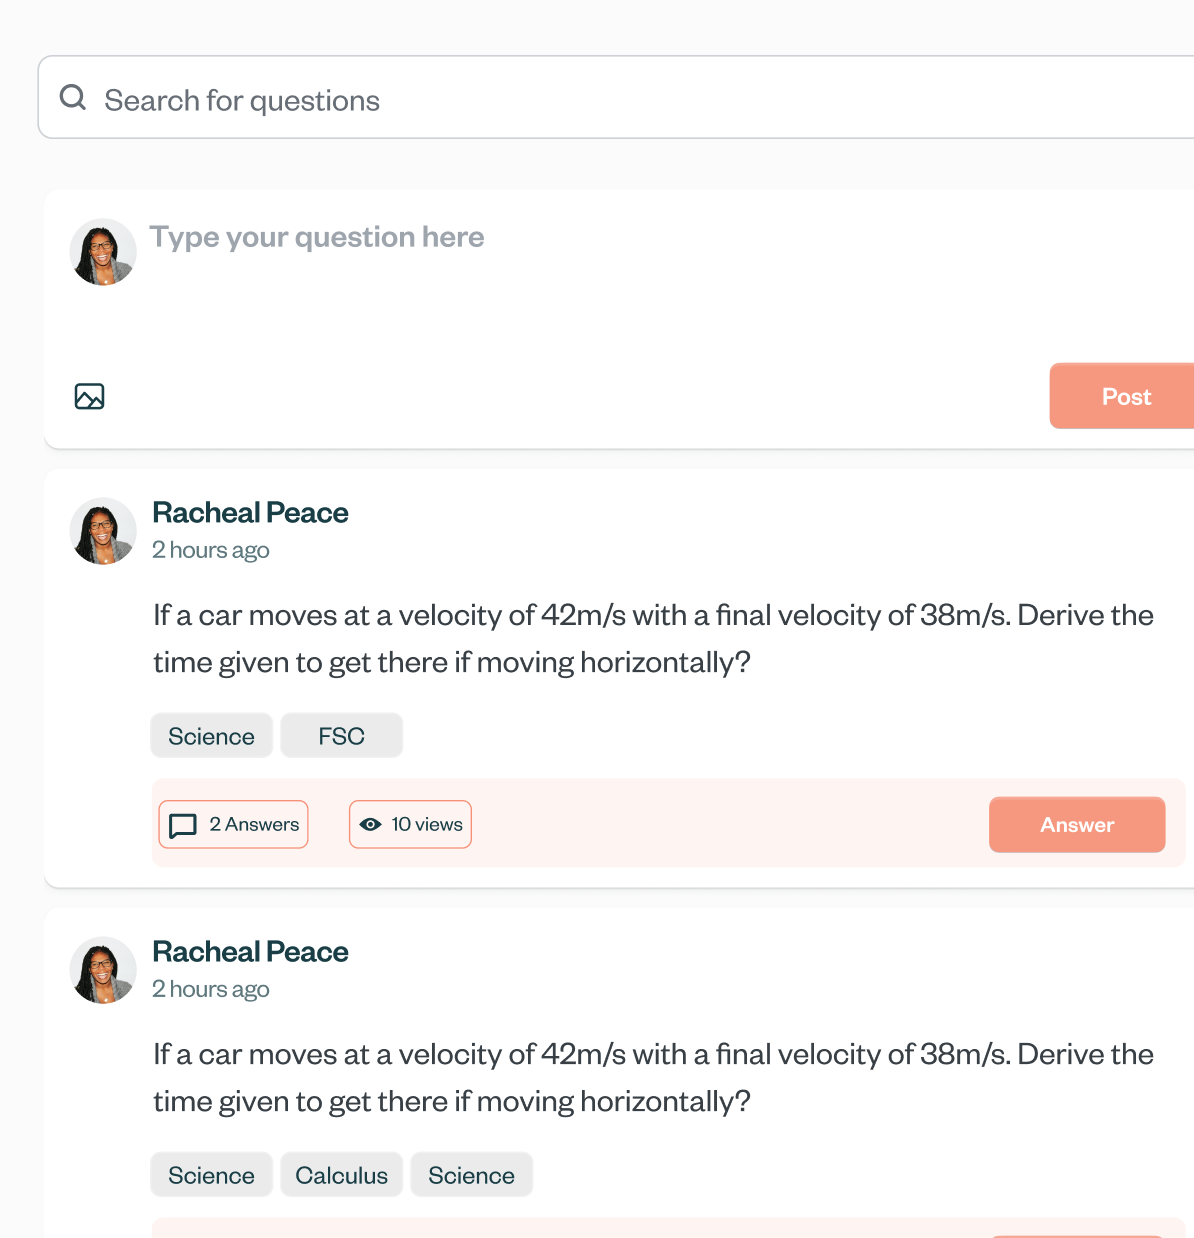 Search for questions
Type your question here
Post
Racheal Peace
2 hours ago
If a car moves at a velocity of 42m/s with a final velocity of 38m/s. Derive the
time given to get there if moving horizontally?
Science FSC
2 Answers 10 views Answer
Racheal Peace
2 hours ago
If a car moves at a velocity of 42m/s with a final velocity of 38m/s. Derive the
time given to get there if moving horizontally?
Science Calculus Science